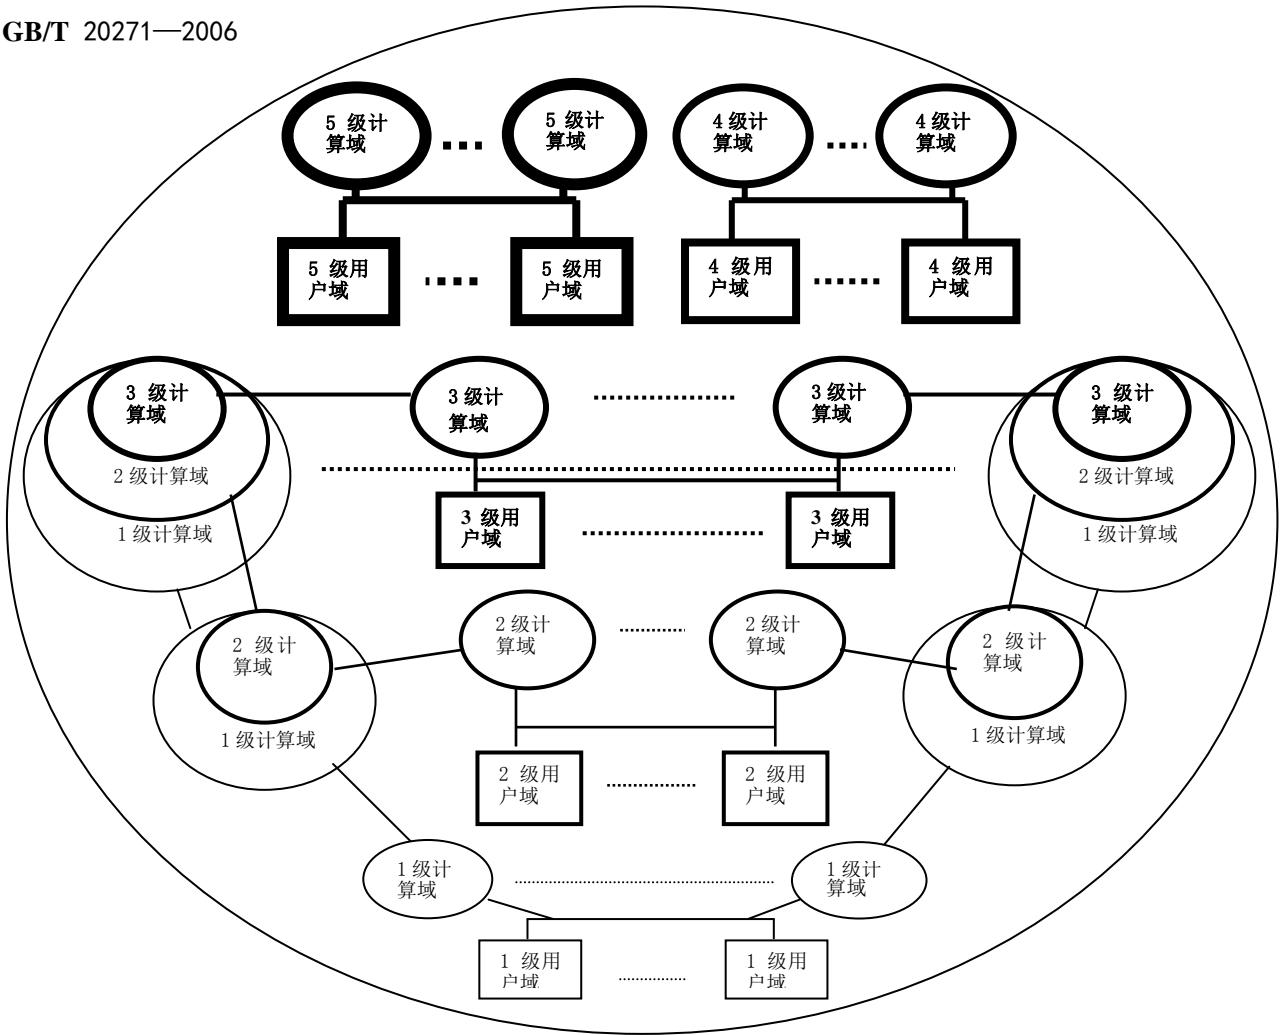 GB/T 20271—2006
5 级计
算域
5 级计
算域
4级计
算域
4级计
算域
5 级用
户域
5 级用
户域
4 级用
户域
4 级用
户域
3 级计
算域
3级计
算域
3级计
算域
3 级计
算域
2级计算域
1级计算域
2级计算域
1级计算域
3 级用
户域
3 级用
户域
2 级计
算域
1级计算域
2级计
算域
2级计
算域
2 级计
算域
1级计算域
2 级用
户域
2 级用
户域
1级计
算域
1级计
算域
1 级用
户域
1 级用
户域